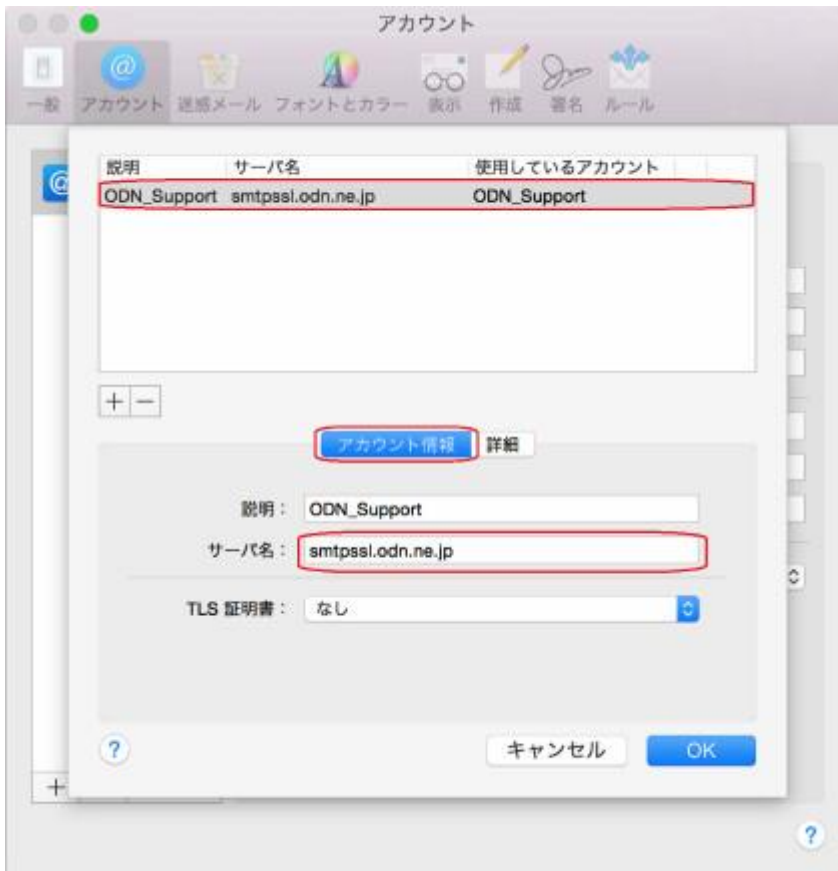 アカウント
一般 アカウント 迷惑メール フォントとカラー 表示 作成 署名 ルール
説明 サーバ名 使用しているアカウント
ODN_Support smtpssl.odn.ne.jp ODN_Support
+ −
アカウント情報 詳細
説明： ODN_Support
サーバ名： smtpssl.odn.ne.jp
TLS 証明書： なし
? キャンセル OK
+
?